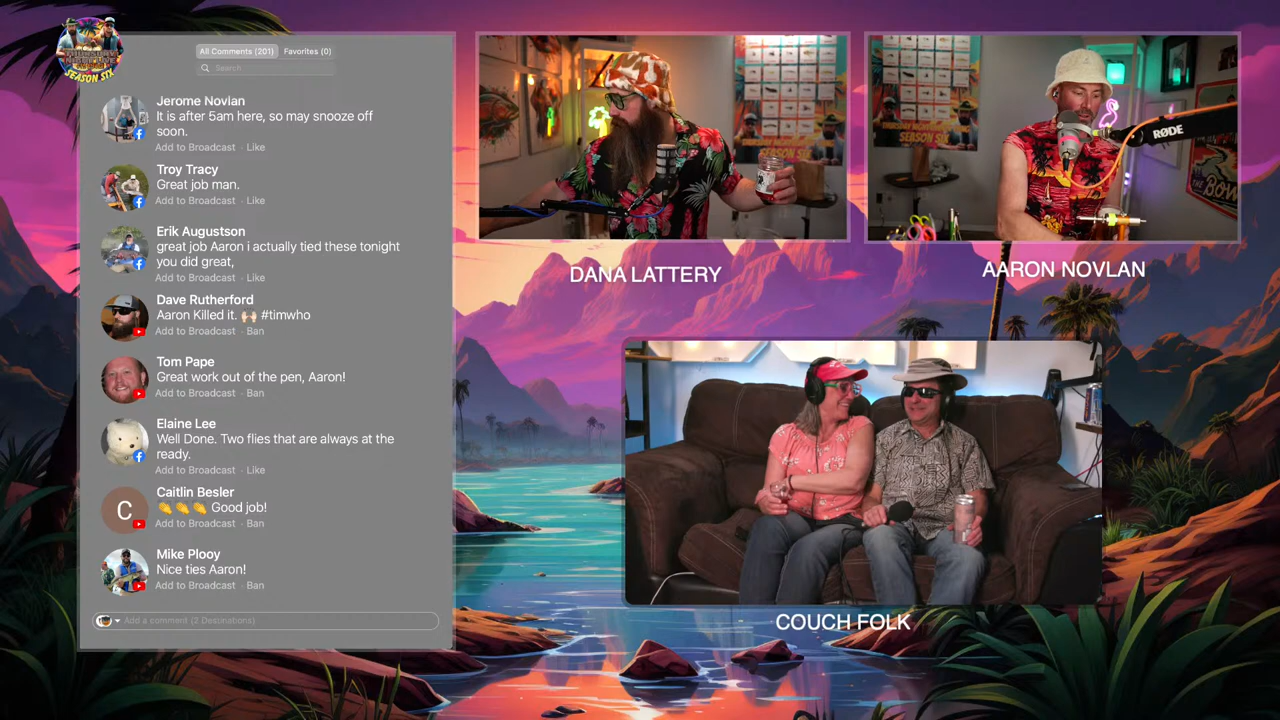 THURSDAY
NIGHT LIVE
SEASON SIX
All Comments (201) Favorites (0)
Search
Jerome Novlan
It is after 5am here, so may snooze off
soon.
Add to Broadcast · Like
Troy Tracy
Great job man.
Add to Broadcast · Like
Erik Augustson
great job Aaron i actually tied these tonight
you did great,
Add to Broadcast · Like
Dave Rutherford
Aaron Killed it. 🙌🏻 #timwho
Add to Broadcast · Ban
Tom Pape
Great work out of the pen, Aaron!
Add to Broadcast · Ban
Elaine Lee
Well Done. Two flies that are always at the
ready.
Add to Broadcast · Like
C
Caitlin Besler
👏👏👏 Good job!
Add to Broadcast · Ban
Mike Plooy
Nice ties Aaron!
Add to Broadcast · Ban
Add a comment (2 Destinations)
DANA LATTERY
RØDE
AARON NOVLAN
COUCH FOLK